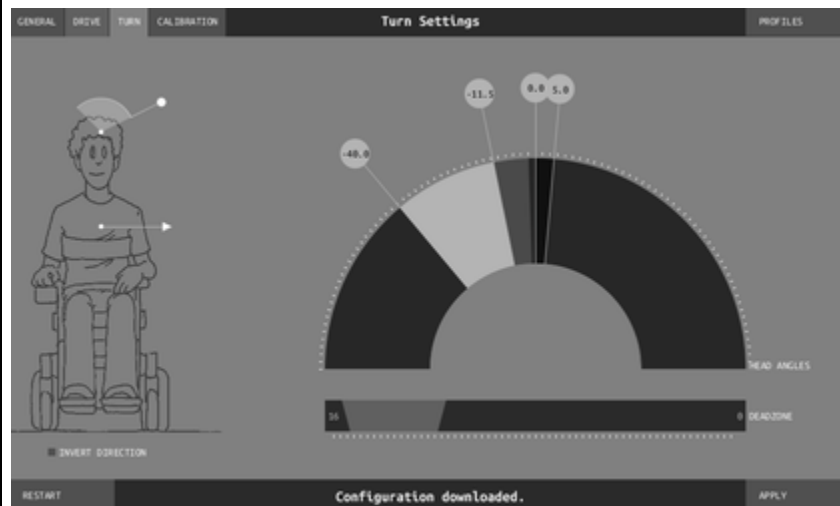 GENERAL DRIVE TURN CALIBRATION Turn Settings PROFILES
-40.0 -11.5 0.0 5.0
HEAD ANGLES
16 0 DEADZONE
INVERT DIRECTION
RESTART Configuration downloaded. APPLY